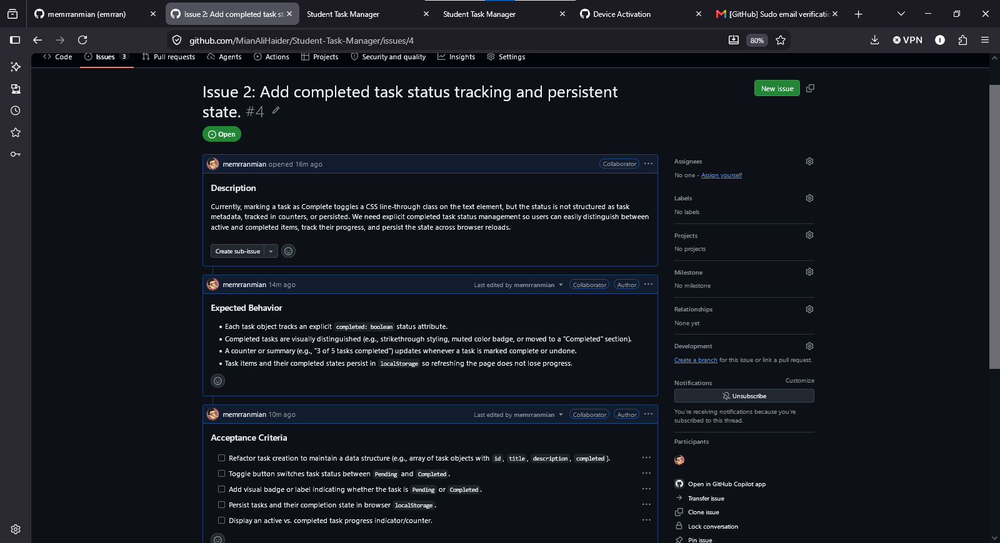 memrranmian (emrran)
Issue 2: Add completed task st
Student Task Manager
Student Task Manager
Device Activation
[GitHub] Sudo email verificatio
github.com/MianAliHaider/Student-Task-Manager/issues/4
80%
VPN
Code
Issues 3
Pull requests
Agents
Actions
Projects
Security and quality
Insights
Settings
Issue 2: Add completed task status tracking and persistent
state. #4
New issue
Open
memrranmian opened 16m ago
Collaborator
Description
Currently, marking a task as Complete toggles a CSS line-through class on the text element, but the status is not structured as task
metadata, tracked in counters, or persisted. We need explicit completed task status management so users can easily distinguish between
active and completed items, track their progress, and persist the state across browser reloads.
Create sub-issue
memrranmian 14m ago
Last edited by memrranmian
Collaborator
Author
Expected Behavior
• Each task object tracks an explicit completed: boolean status attribute.
• Completed tasks are visually distinguished (e.g., strikethrough styling, muted color badge, or moved to a "Completed" section).
• A counter or summary (e.g., "3 of 5 tasks completed") updates whenever a task is marked complete or undone.
• Task items and their completed states persist in localStorage so refreshing the page does not lose progress.
memrranmian 10m ago
Last edited by memrranmian
Collaborator
Author
Acceptance Criteria
Refactor task creation to maintain a data structure (e.g., array of task objects with id, title, description, completed).
Toggle button switches task status between Pending and Completed.
Add visual badge or label indicating whether the task is Pending or Completed.
Persist tasks and their completion state in browser localStorage.
Display an active vs. completed task progress indicator/counter.
Assignees
No one - Assign yourself
Labels
No labels
Projects
No projects
Milestone
No milestone
Relationships
None yet
Development
Create a branch for this issue or link a pull request.
Notifications
Customize
Unsubscribe
You're receiving notifications because you're
subscribed to this thread.
Participants
Open in GitHub Copilot app
Transfer issue
Clone issue
Lock conversation
Pin issue